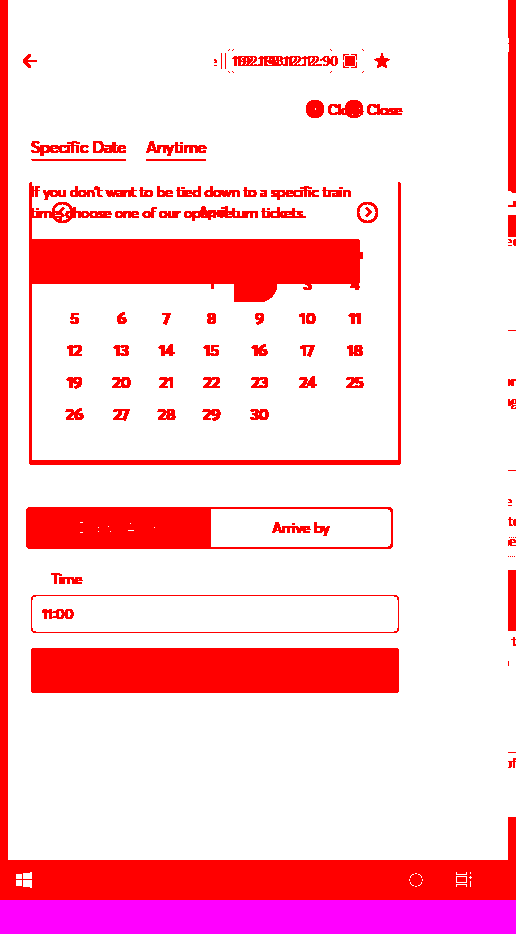 Close Close
Specific Date Anytime
If you don't want to be tied down to a specific train
time, choose one of our open return tickets.
April
1 3 4
5 6 7 8 9 10 11
12 13 14 15 16 17 18
19 20 21 22 23 24 25
26 27 28 29 30
Arrive by
Time
11:00